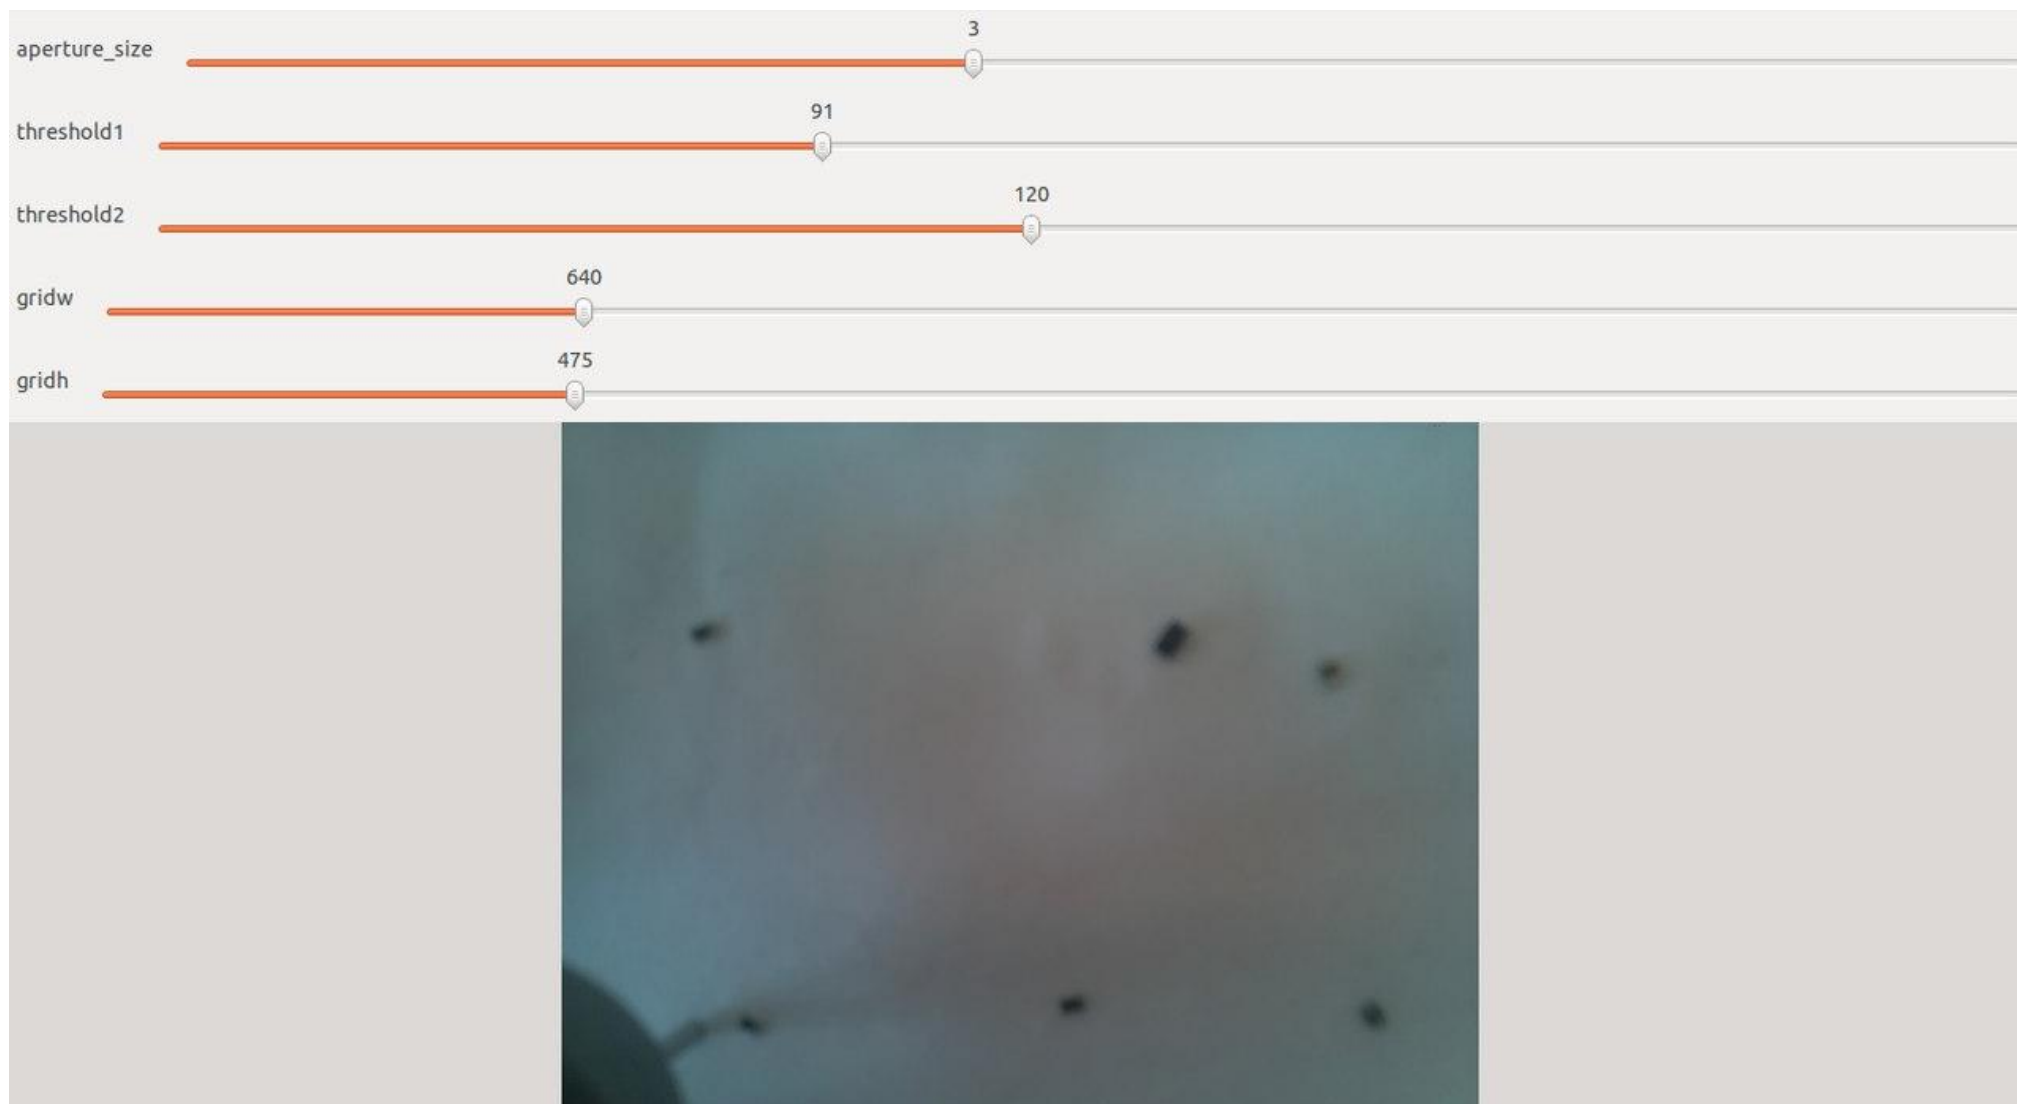 3
aperture_size
91
threshold1
120
threshold2
640
gridw
475
gridh